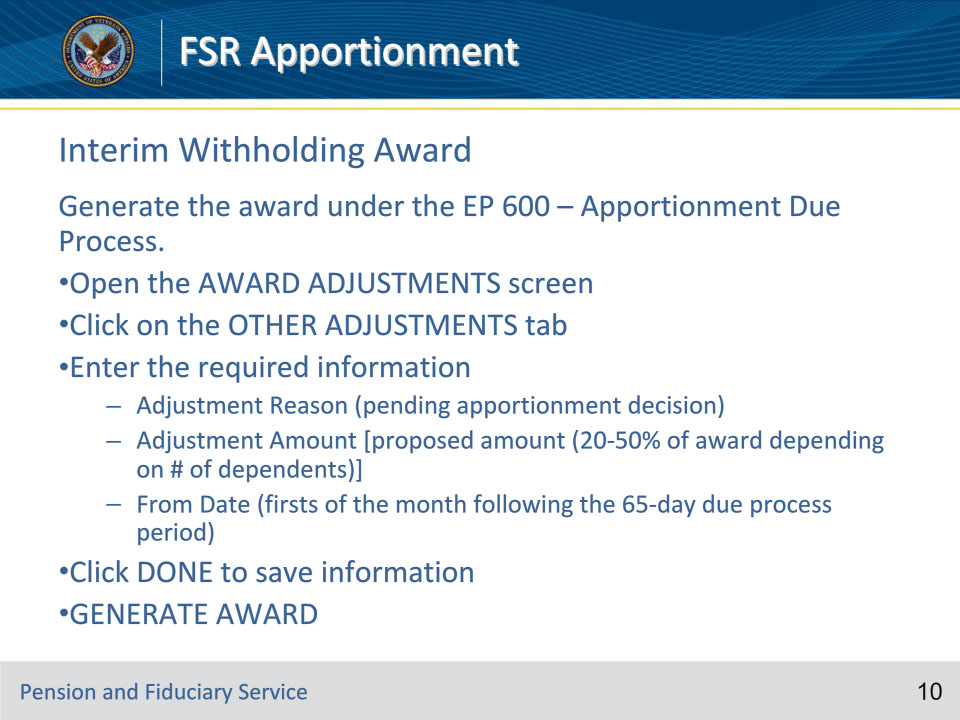 FSR Apportionment
Interim Withholding Award
Generate the award under the EP 600 – Apportionment Due
Process.
•Open the AWARD ADJUSTMENTS screen
•Click on the OTHER ADJUSTMENTS tab
•Enter the required information
– Adjustment Reason (pending apportionment decision)
– Adjustment Amount [proposed amount (20-50% of award depending
on # of dependents)]
– From Date (firsts of the month following the 65-day due process
period)
•Click DONE to save information
•GENERATE AWARD
Pension and Fiduciary Service
10